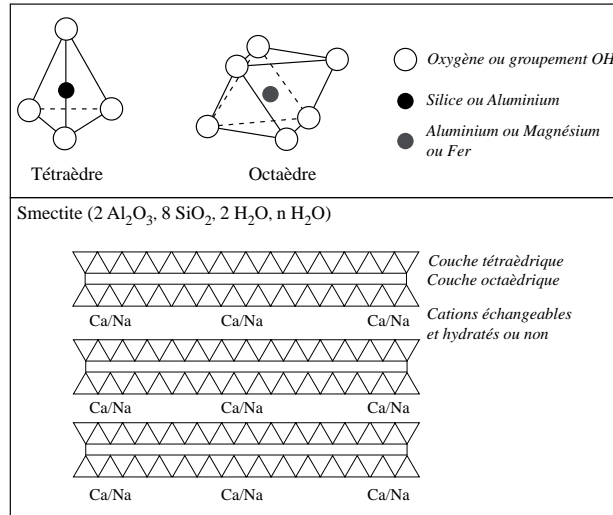 Oxygène ou groupement OH
Silice ou Aluminium
Aluminium ou Magnésium
ou Fer
Tétraèdre
Octaèdre
Smectite (2 Al₂O₃, 8 SiO₂, 2 H₂O, n H₂O)
Couche tétraèdrique
Couche octaèdrique
Ca/Na Ca/Na Ca/Na
Cations échangeables
et hydratés ou non
Ca/Na Ca/Na Ca/Na
Ca/Na Ca/Na Ca/Na